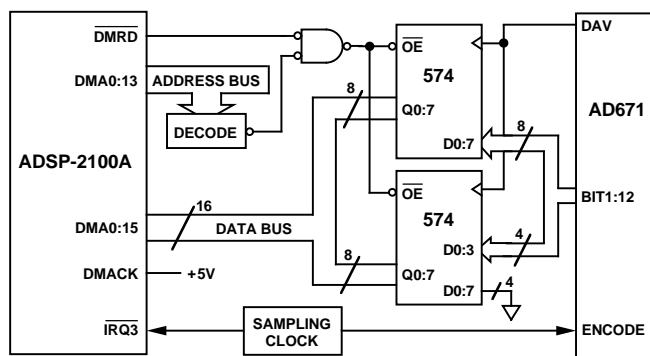 DMRD
DMA0:13
ADDRESS BUS
DECODE
ADSP-2100A
DMA0:15
16
DATA BUS
DMACK
+5V
IRQ3
SAMPLING
CLOCK
OE
574
8
Q0:7
D0:7
8
OE
574
D0:3
4
8
Q0:7
D0:7
4
DAV
AD671
BIT1:12
ENCODE